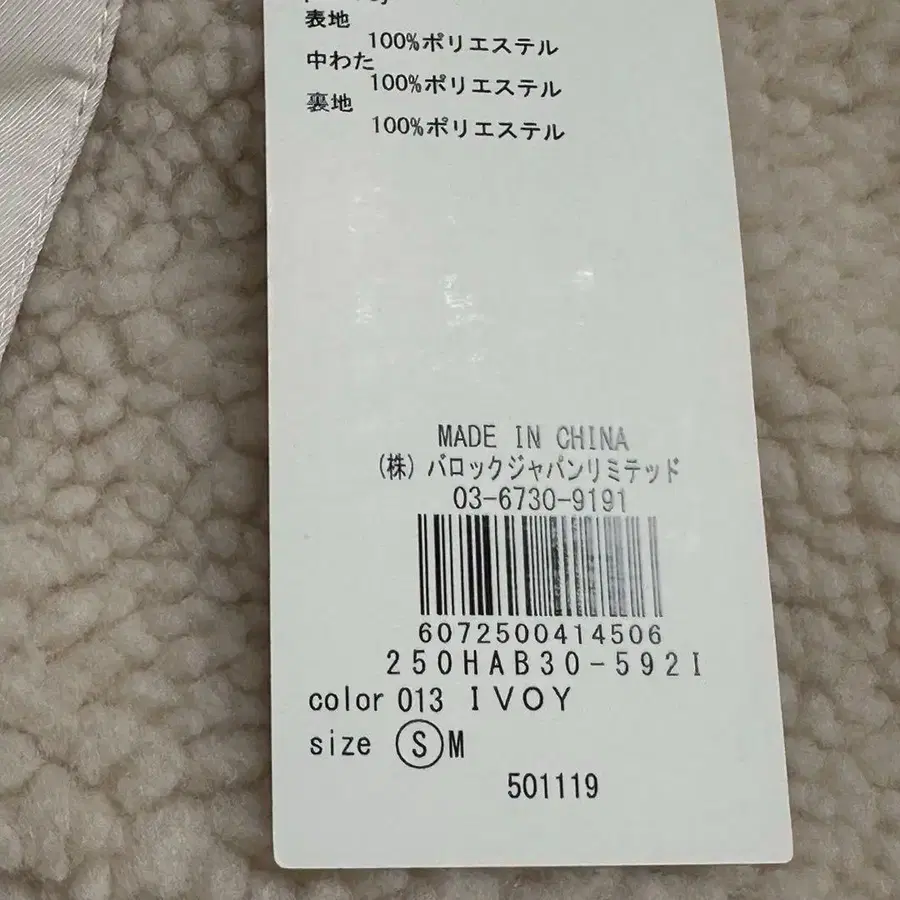 表地
100%ポリエステル
中わた
100%ポリエステル
裏地
100%ポリエステル
MADE IN CHINA
(株)バロックジャパンリミテッド
03-6730-9191
6072500414506
250HAB30-592I
color 013 IVOY
size S M
501119